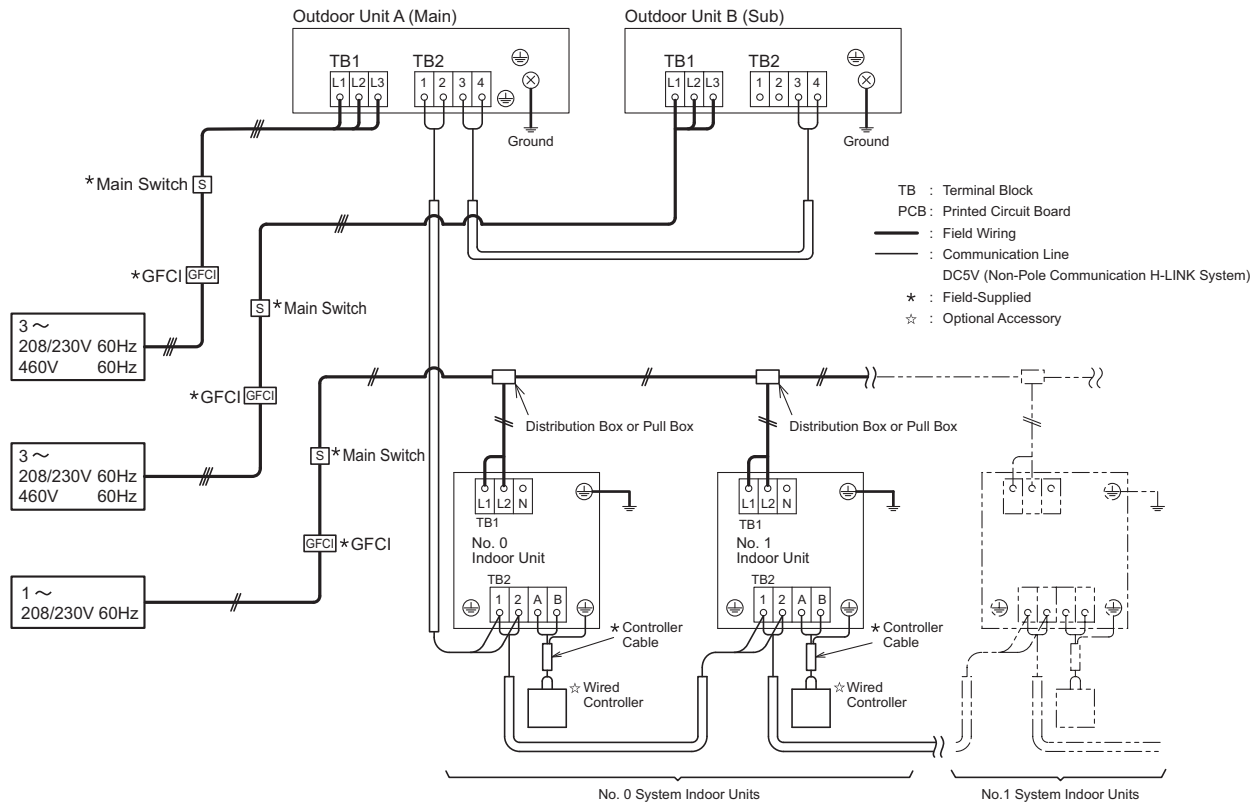 Outdoor Unit A (Main)
Outdoor Unit B (Sub)
TB1
TB2
L1 L2 L3
1 2 3 4
Ground
TB1
TB2
L1 L2 L3
1 2 3 4
Ground
*Main Switch
S
*GFCI
GFCI
3~
208/230V 60Hz
460V 60Hz
S
*Main Switch
*GFCI
GFCI
3~
208/230V 60Hz
460V 60Hz
S
*Main Switch
GFCI
*GFCI
1~
208/230V 60Hz
TB : Terminal Block
PCB : Printed Circuit Board
: Field Wiring
: Communication Line
DC5V (Non-Pole Communication H-LINK System)
* : Field-Supplied
☆ : Optional Accessory
Distribution Box or Pull Box
Distribution Box or Pull Box
L1 L2 N
TB1
No. 0
Indoor Unit
TB2
1 2 A B
* Controller
Cable
☆ Wired
Controller
L1 L2 N
TB1
No. 1
Indoor Unit
TB2
1 2 A B
* Controller
Cable
☆ Wired
Controller
No. 0 System Indoor Units
No.1 System Indoor Units